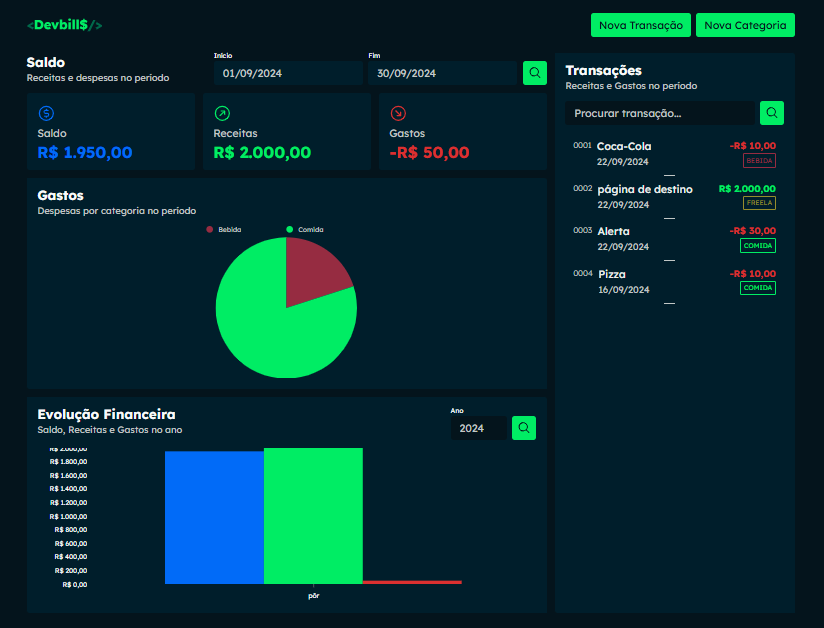 <Devbill$/>
Nova Transação
Nova Categoria
Saldo
Receitas e despesas no período
Início
01/09/2024
Fim
30/09/2024
Saldo
R$ 1.950,00
Receitas
R$ 2.000,00
Gastos
-R$ 50,00
Gastos
Despesas por categoria no período
Bebida
Comida
Evolução Financeira
Saldo, Receitas e Gastos no ano
Ano
2024
R$ 2.000,00
R$ 1.800,00
R$ 1.600,00
R$ 1.400,00
R$ 1.200,00
R$ 1.000,00
R$ 800,00
R$ 600,00
R$ 400,00
R$ 200,00
R$ 0,00
pôr
Transações
Receitas e Gastos no período
Procurar transação...
0001 Coca-Cola -R$ 10,00
22/09/2024 BEBIDA
0002 página de destino R$ 2.000,00
22/09/2024 FREELA
0003 Alerta -R$ 30,00
22/09/2024 COMIDA
0004 Pizza -R$ 10,00
16/09/2024 COMIDA